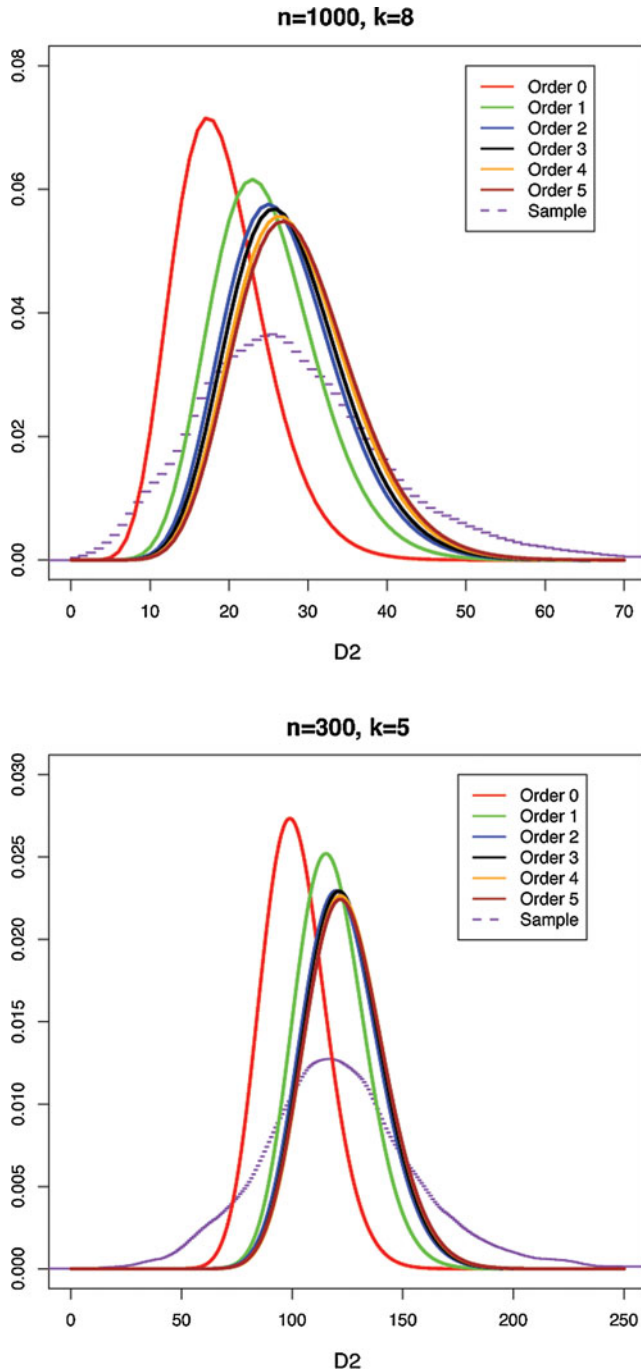 n=1000, k=8
0.08
0.06
0.04
0.02
0.00
Order 0
Order 1
Order 2
Order 3
Order 4
Order 5
Sample
0 10 20 30 40 50 60 70
D2
n=300, k=5
0.030
0.025
0.020
0.015
0.010
0.005
0.000
Order 0
Order 1
Order 2
Order 3
Order 4
Order 5
Sample
0 50 100 150 200 250
D2